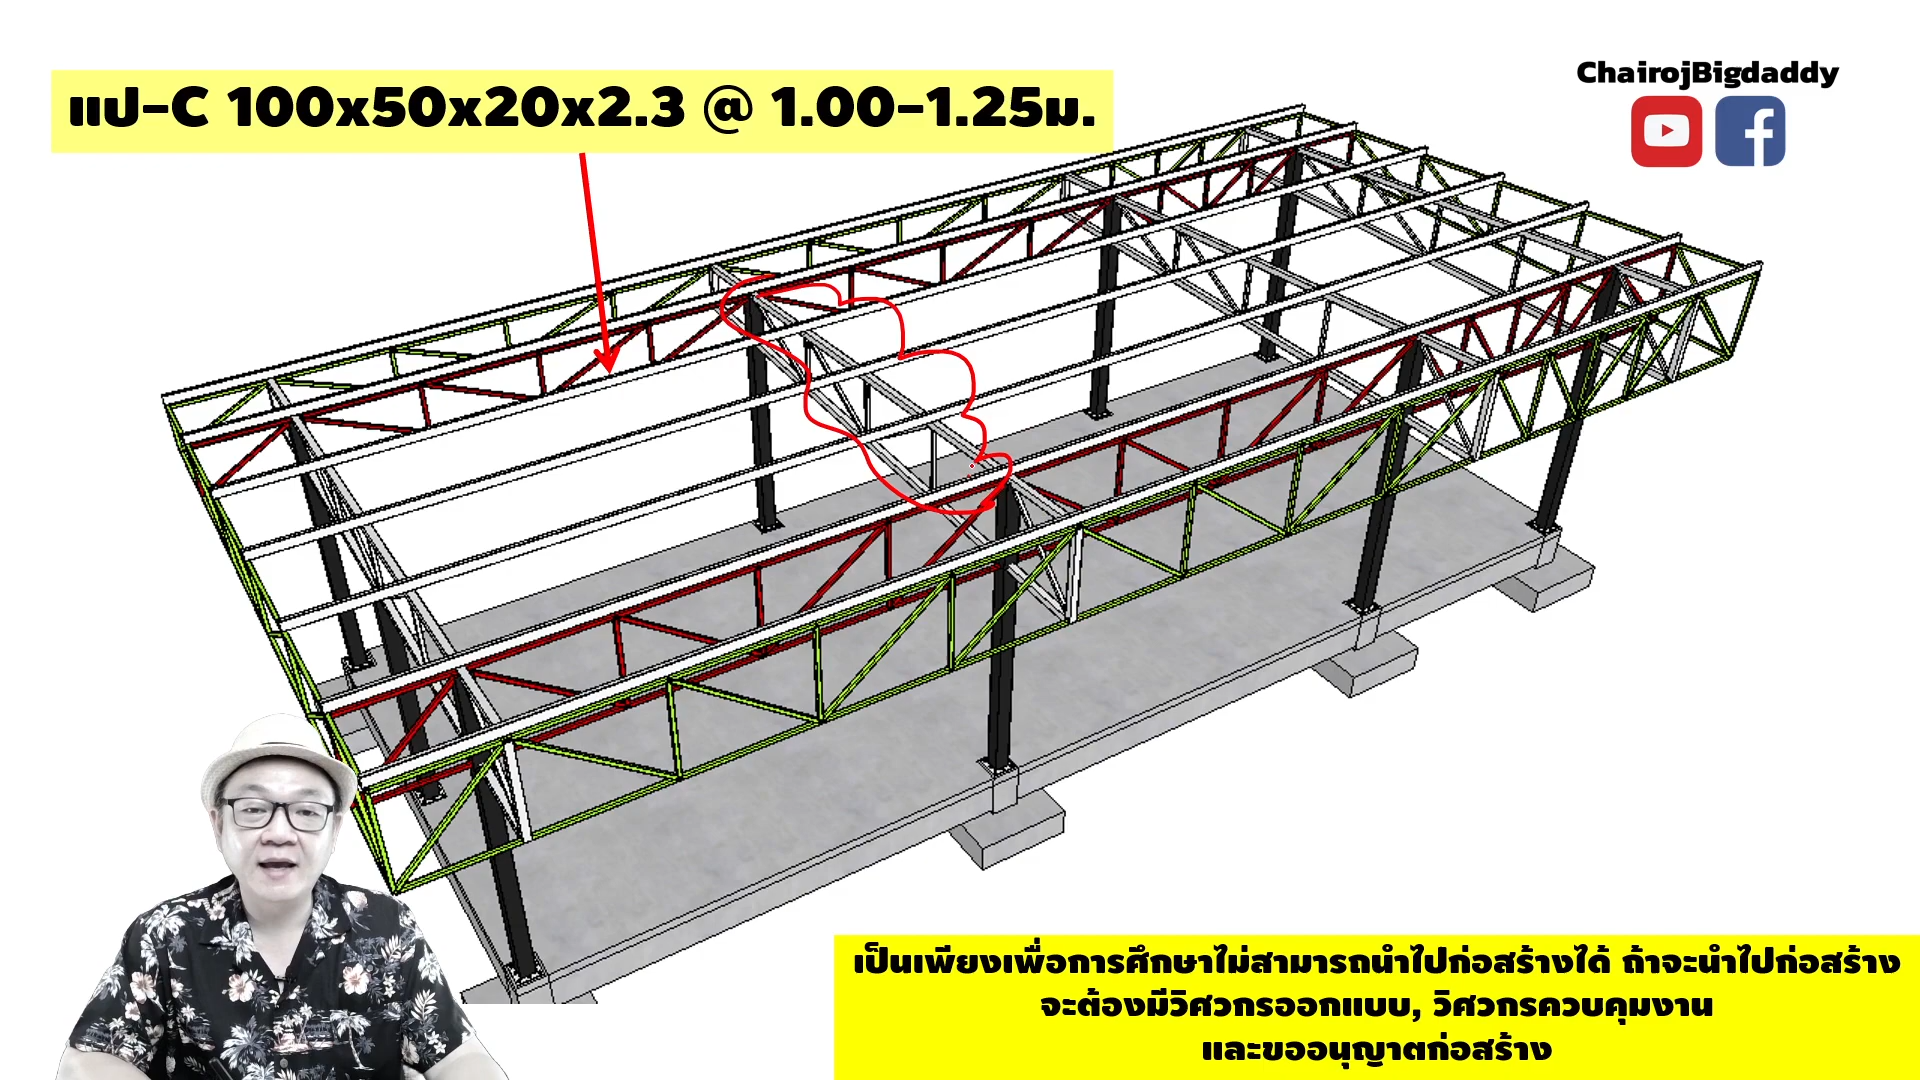 แป-C 100x50x20x2.3 @ 1.00-1.25ม.
ChairojBigdaddy
เป็นเพียงเพื่อการศึกษาไม่สามารถนำไปก่อสร้างได้ ถ้าจะนำไปก่อสร้าง
จะต้องมีวิศวกรออกแบบ, วิศวกรควบคุมงาน
และขออนุญาตก่อสร้าง